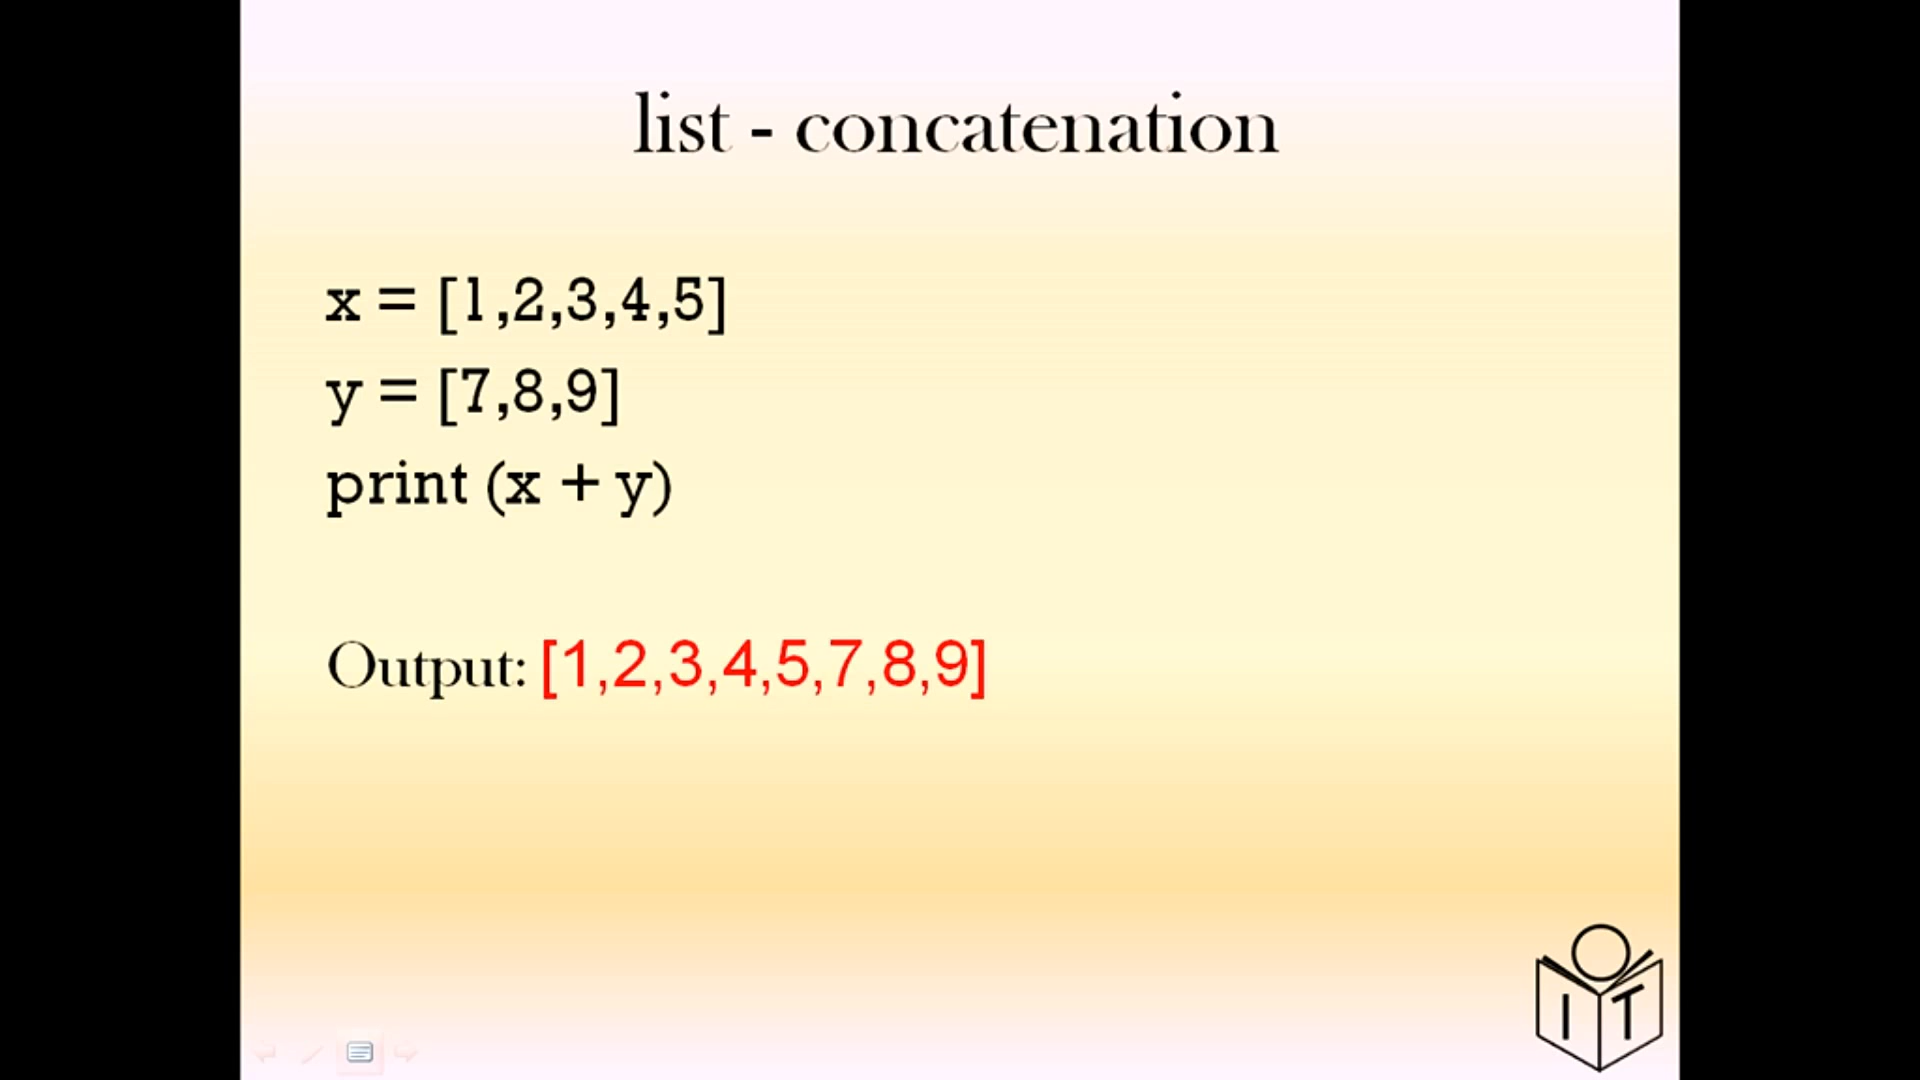 list - concatenation
x = [1,2,3,4,5]
y = [7,8,9]
print (x + y)
Output: [1,2,3,4,5,7,8,9]
I T